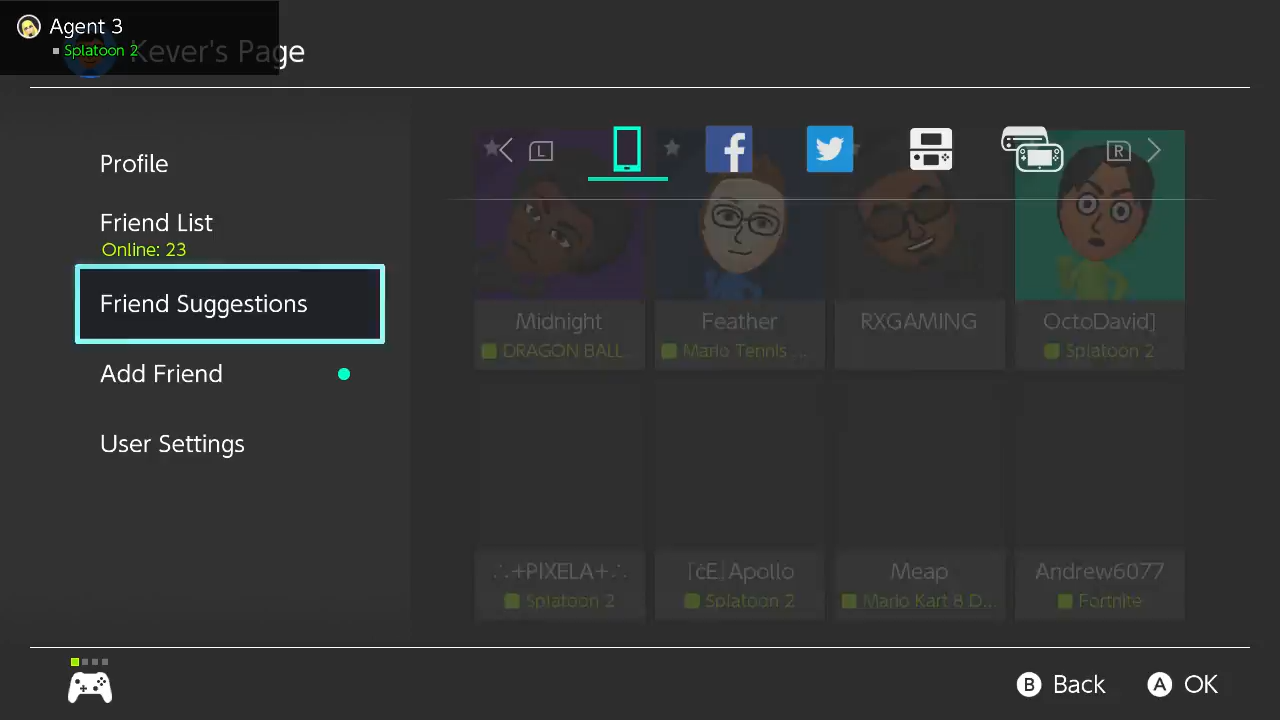 Agent 3
Splatoon 2
Kever's Page
Profile
Friend List
Online: 23
Friend Suggestions
Add Friend
User Settings
L
R
Midnight
Feather
RXGAMING
OctoDavid]
DRAGON BALL...
Mario Tennis ...
Splatoon 2
∴+PIXELA+∴
Apollo
Meap
Andrew6077
Splatoon 2
Splatoon 2
Mario Kart 8 D...
Fortnite
B Back
A OK